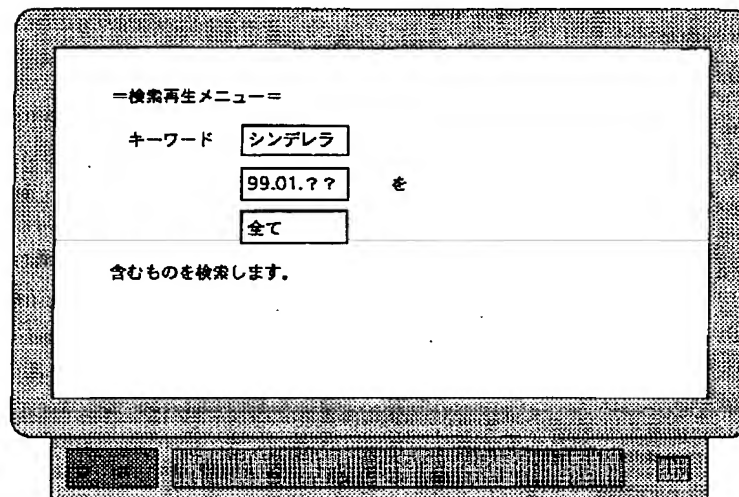 ＝検索再生メニュー＝
キーワード シンデレラ
99.01.？？ を
全て
含むものを検索します。